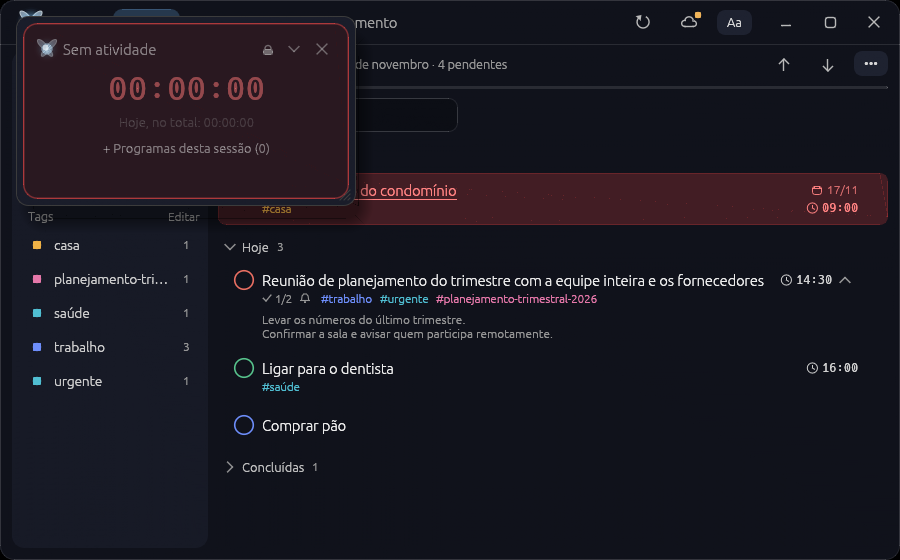 Sem atividade
00:00:00
Hoje, no total: 00:00:00
+ Programas desta sessão (0)
mento
Aa
de novembro · 4 pendentes
do condomínio
17/11
#casa
09:00
Tags
Editar
casa 1
planejamento-tri... 1
saúde 1
trabalho 3
urgente 1
Hoje 3
Reunião de planejamento do trimestre com a equipe inteira e os fornecedores 14:30
1/2 #trabalho #urgente #planejamento-trimestral-2026
Levar os números do último trimestre.
Confirmar a sala e avisar quem participa remotamente.
Ligar para o dentista 16:00
#saúde
Comprar pão
Concluídas 1